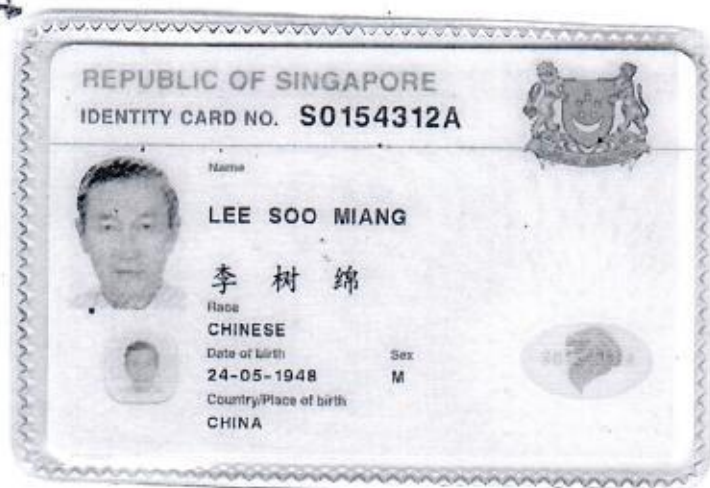 REPUBLIC OF SINGAPORE
IDENTITY CARD NO. S0154312A
Name
LEE SOO MIANG
李 树 绵
Race
CHINESE
Date of birth Sex
24-05-1948 M
Country/Place of birth
CHINA